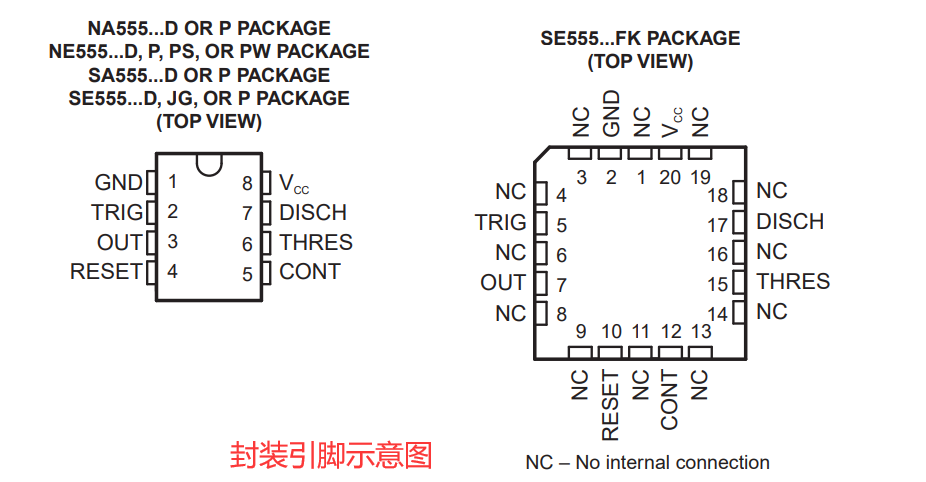 NA555...D OR P PACKAGE
NE555...D, P, PS, OR PW PACKAGE
SA555...D OR P PACKAGE
SE555...D, JG, OR P PACKAGE
(TOP VIEW)
GND 1 8 VCC
TRIG 2 7 DISCH
OUT 3 6 THRES
RESET 4 5 CONT
SE555...FK PACKAGE
(TOP VIEW)
NC GND NC VCC NC
3 2 1 20 19
NC 4 18 NC
TRIG 5 17 DISCH
NC 6 16 NC
OUT 7 15 THRES
NC 8 14 NC
9 10 11 12 13
NC RESET NC CONT NC
NC – No internal connection
封装引脚示意图